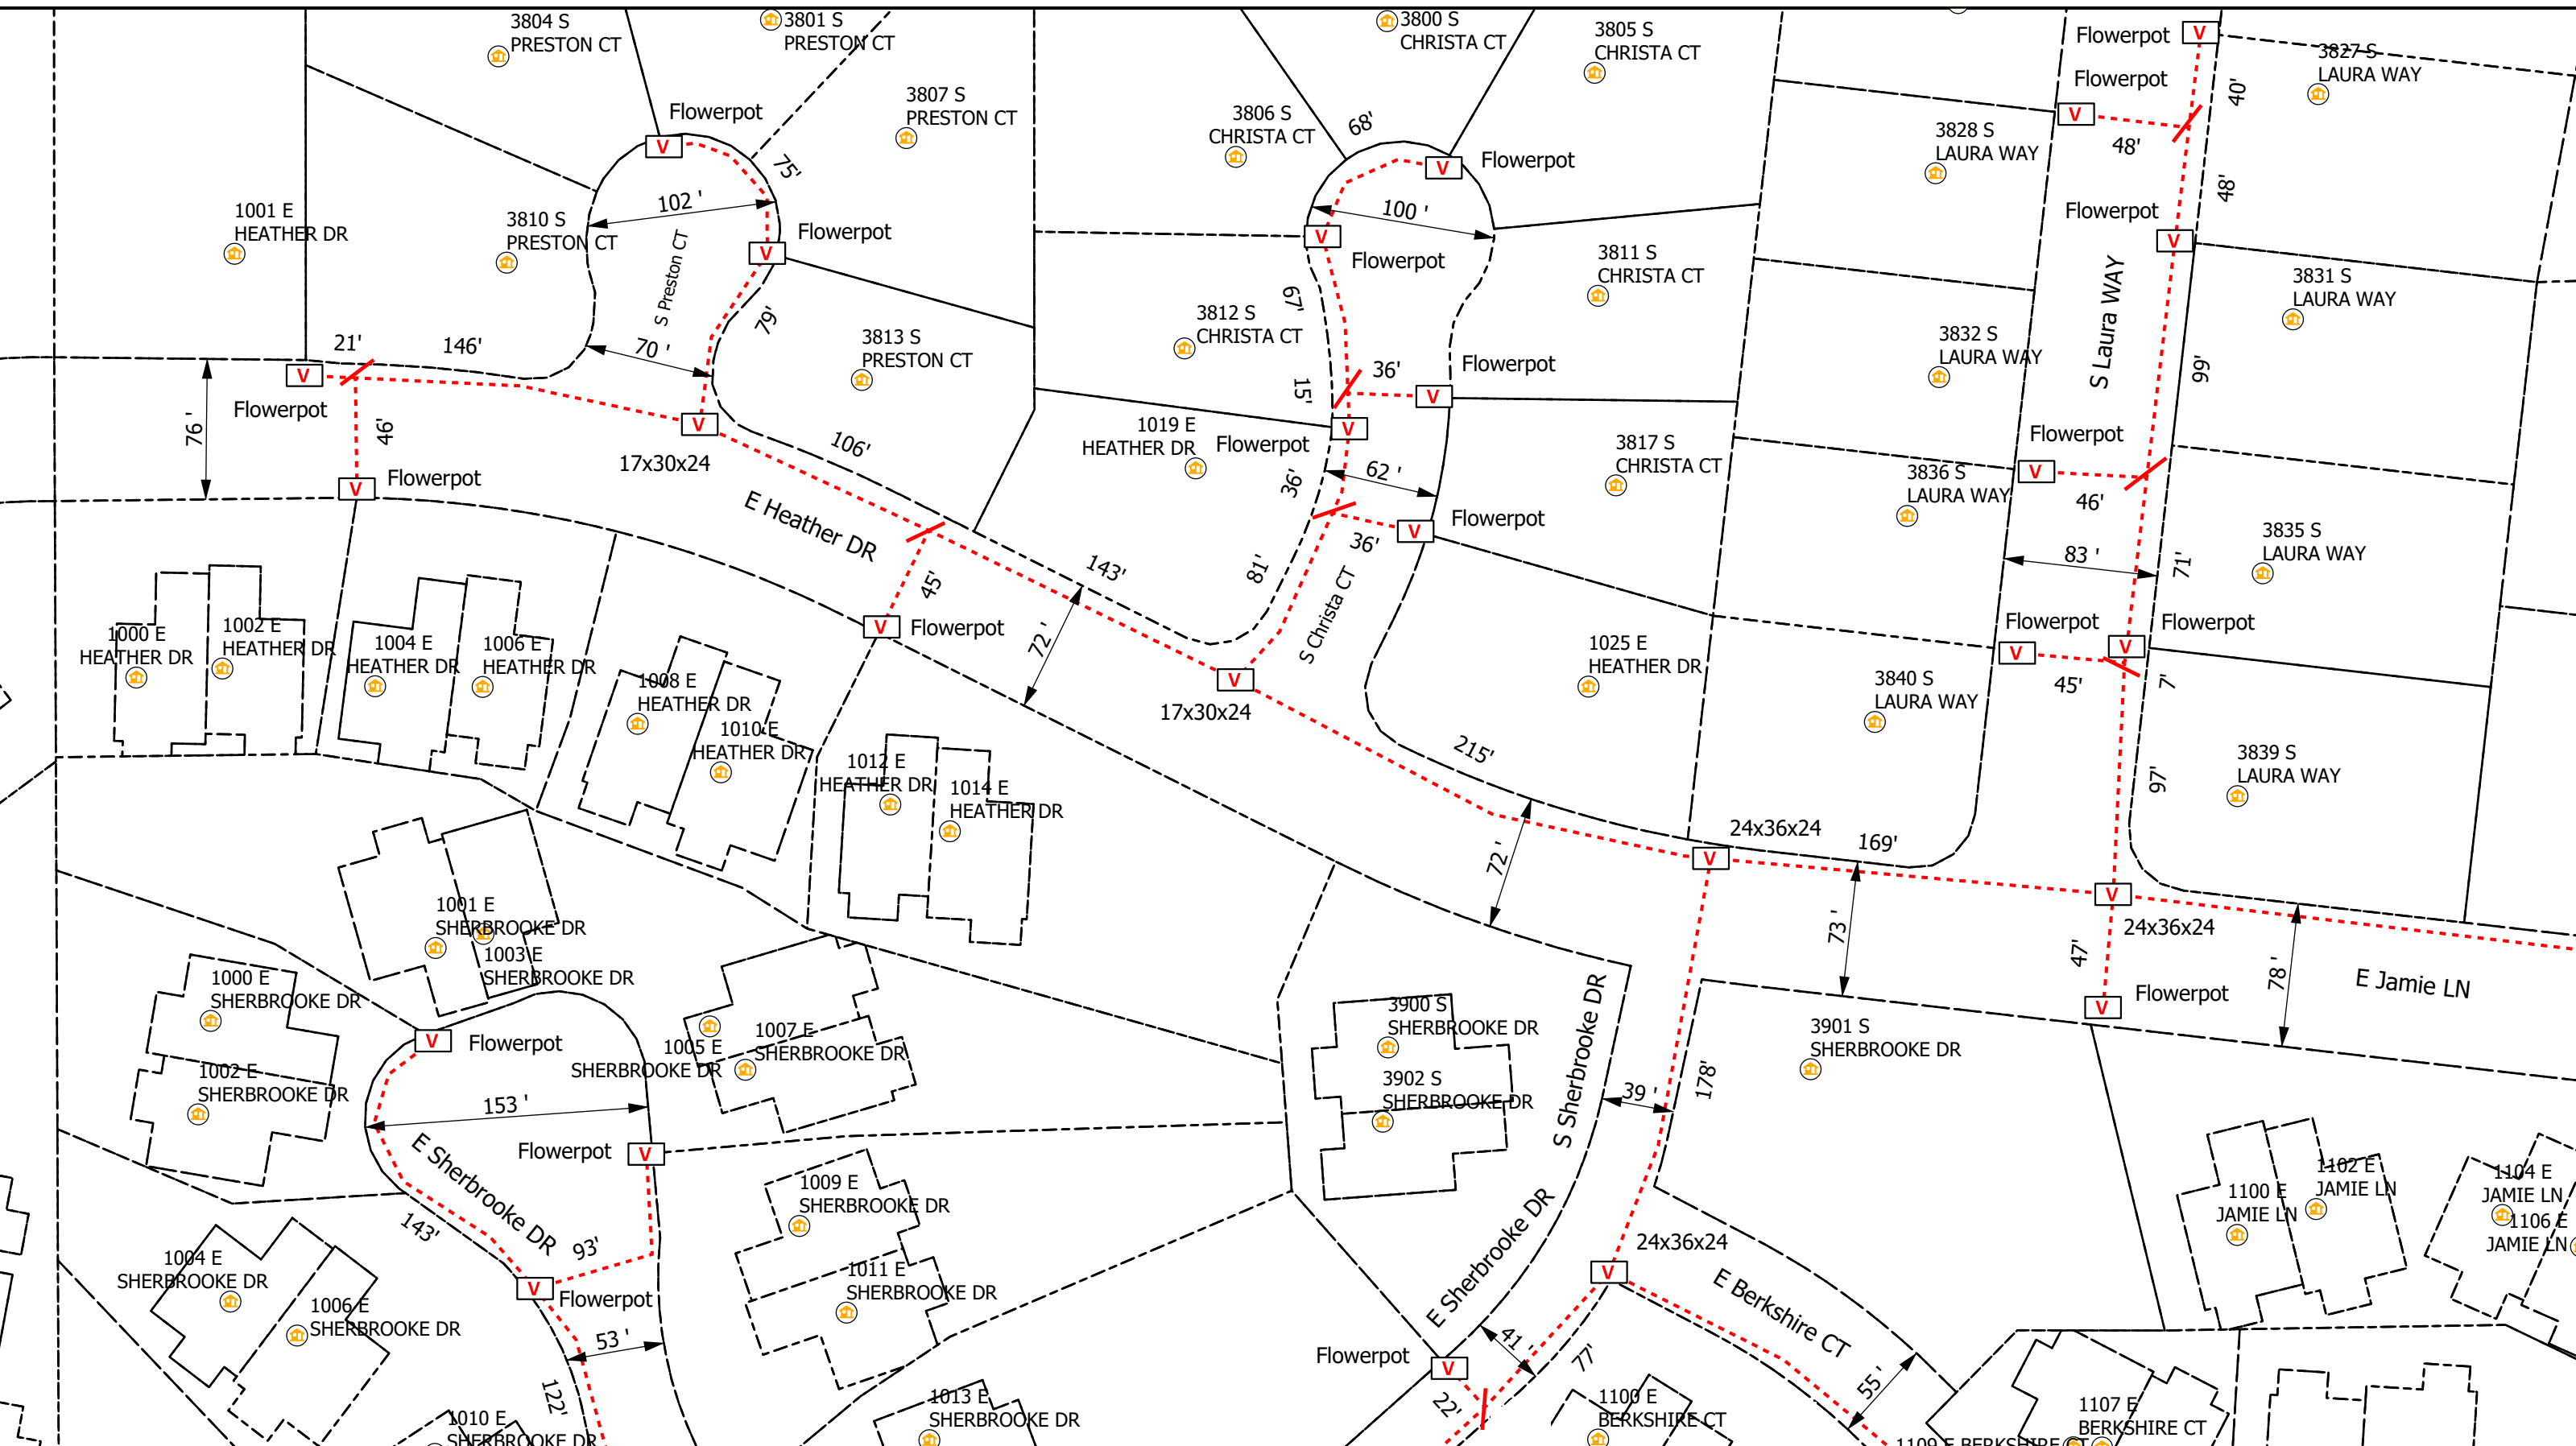 3804 S
PRESTON CT
3801 S
PRESTON CT
3800 S
CHRISTA CT
3805 S
CHRISTA CT
Flowerpot
V
3827 S
LAURA WAY
Flowerpot
V
40'
48'
3807 S
PRESTON CT
Flowerpot
V
75'
3806 S
CHRISTA CT
68'
V
Flowerpot
3828 S
LAURA WAY
48'
1001 E
HEATHER DR
3810 S
PRESTON CT
102 '
S Preston CT
V
Flowerpot
100 '
V
Flowerpot
Flowerpot
V
3811 S
CHRISTA CT
3831 S
LAURA WAY
79'
67'
3812 S
CHRISTA CT
S Laura WAY
99'
21'
146'
70 '
3813 S
PRESTON CT
3832 S
LAURA WAY
V
Flowerpot
76 '
46'
15'
36'
Flowerpot
V
V
17x30x24
106'
1019 E
HEATHER DR
Flowerpot
V
Flowerpot
V
46'
3817 S
CHRISTA CT
3836 S
LAURA WAY
V
Flowerpot
36'
62 '
E Heather DR
36'
V
Flowerpot
3835 S
LAURA WAY
83 '
71'
45'
143'
81'
S Christa CT
V
Flowerpot
72 '
Flowerpot
V
V
Flowerpot
45'
7'
1000 E
HEATHER DR
1002 E
HEATHER DR
1004 E
HEATHER DR
1006 E
HEATHER DR
1008 E
HEATHER DR
1010 E
HEATHER DR
1012 E
HEATHER DR
1014 E
HEATHER DR
V
17x30x24
1025 E
HEATHER DR
3840 S
LAURA WAY
3839 S
LAURA WAY
97'
215'
72 '
24x36x24
V
169'
V
24x36x24
73 '
47'
78 '
E Jamie LN
V
Flowerpot
1001 E
SHERBROOKE DR
1003 E
SHERBROOKE DR
1000 E
SHERBROOKE DR
1002 E
SHERBROOKE DR
V
Flowerpot
1005 E
SHERBROOKE DR
1007 E
SHERBROOKE DR
3900 S
SHERBROOKE DR
3902 S
SHERBROOKE DR
S Sherbrooke DR
3901 S
SHERBROOKE DR
39 '
178'
153 '
E Sherbrooke DR
Flowerpot
V
1009 E
SHERBROOKE DR
1011 E
SHERBROOKE DR
143'
93'
V
Flowerpot
1004 E
SHERBROOKE DR
1006 E
SHERBROOKE DR
53 '
122'
1010 E
SHERBROOKE DR
1013 E
SHERBROOKE DR
E Sherbrooke DR
24x36x24
V
E Berkshire CT
41 '
77'
Flowerpot
V
22'
55 '
1100 E
BERKSHIRE CT
1107 E
BERKSHIRE CT
1109 E BERKSHIRE CT
1100 E
JAMIE LN
1102 E
JAMIE LN
1104 E
JAMIE LN
1106 E
JAMIE LN